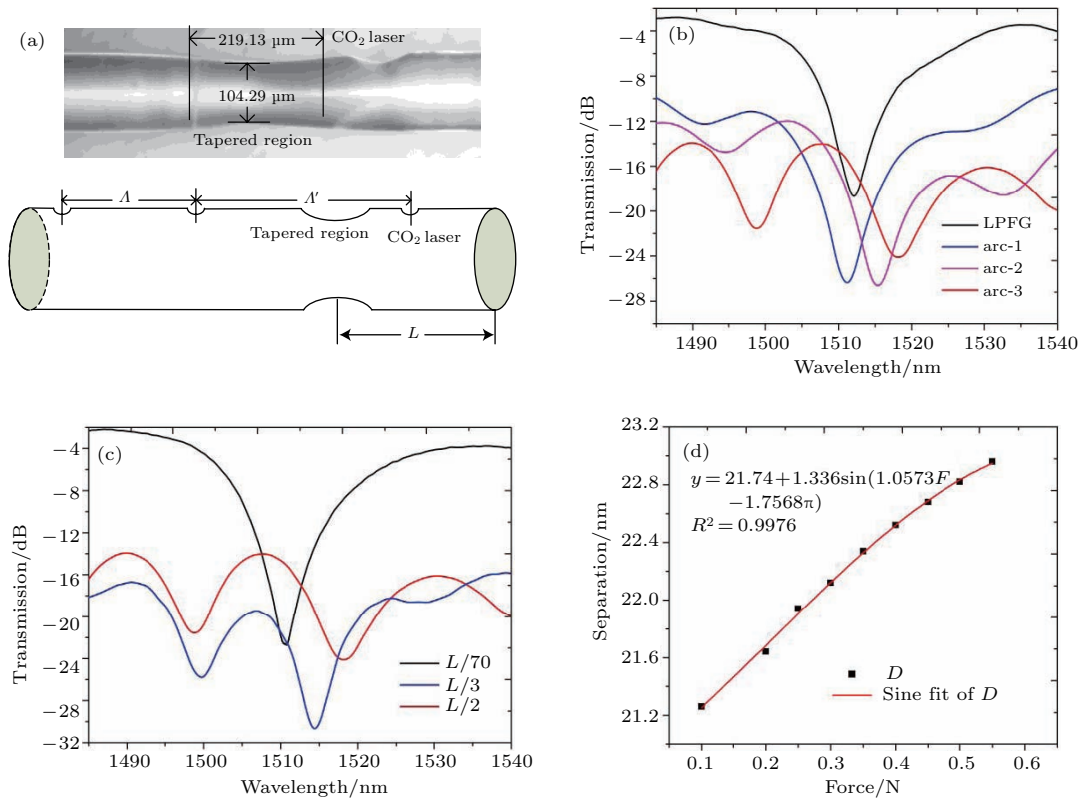 (a)
219.13 µm
CO2 laser
104.29 µm
Tapered region
Λ
Λ′
Tapered region
CO2 laser
L
(b)
Transmission/dB
−4
−8
−12
−16
−20
−24
−28
LPFG
arc-1
arc-2
arc-3
1490 1500 1510 1520 1530 1540
Wavelength/nm
(c)
Transmission/dB
−4
−8
−12
−16
−20
−24
−28
−32
L/70
L/3
L/2
1490 1500 1510 1520 1530 1540
Wavelength/nm
(d)
Separation/nm
23.2
22.8
22.4
22.0
21.6
21.2
y = 21.74+1.336sin(1.0573F
−1.7568π)
R² = 0.9976
D
Sine fit of D
0.1 0.2 0.3 0.4 0.5 0.6
Force/N